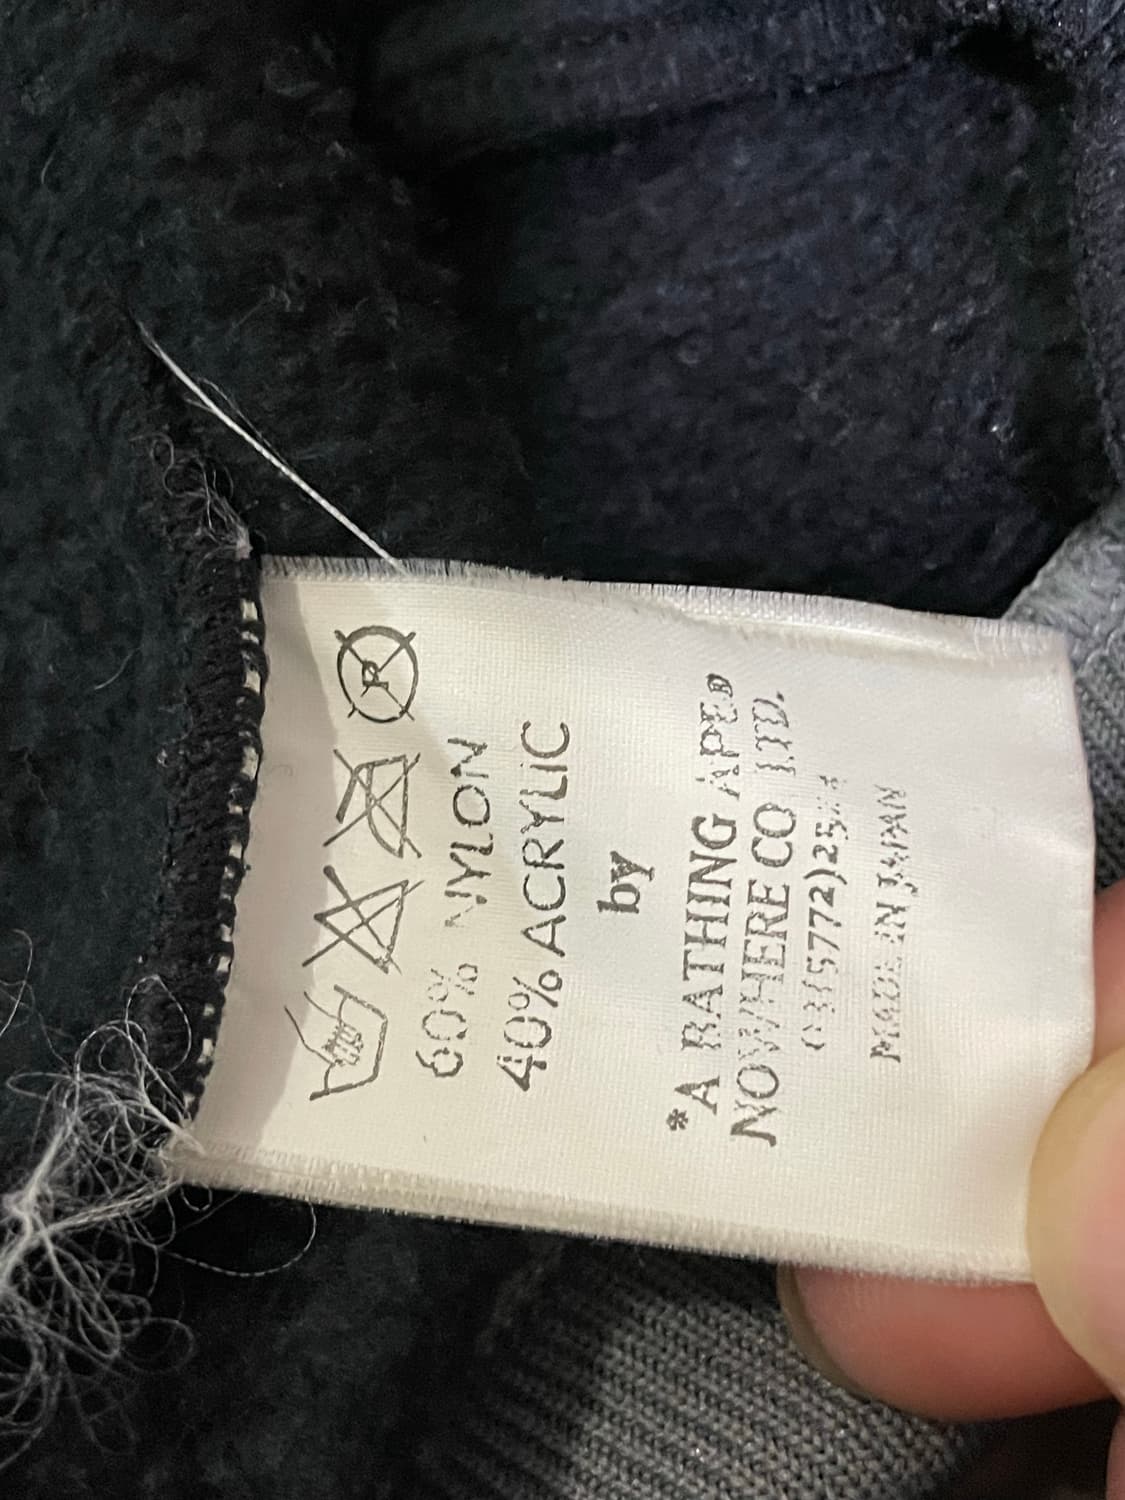 P
60% NYLON
40% ACRYLIC
by
*A BATHING APE®
NOWHERE CO LTD.
MADE IN JAPAN